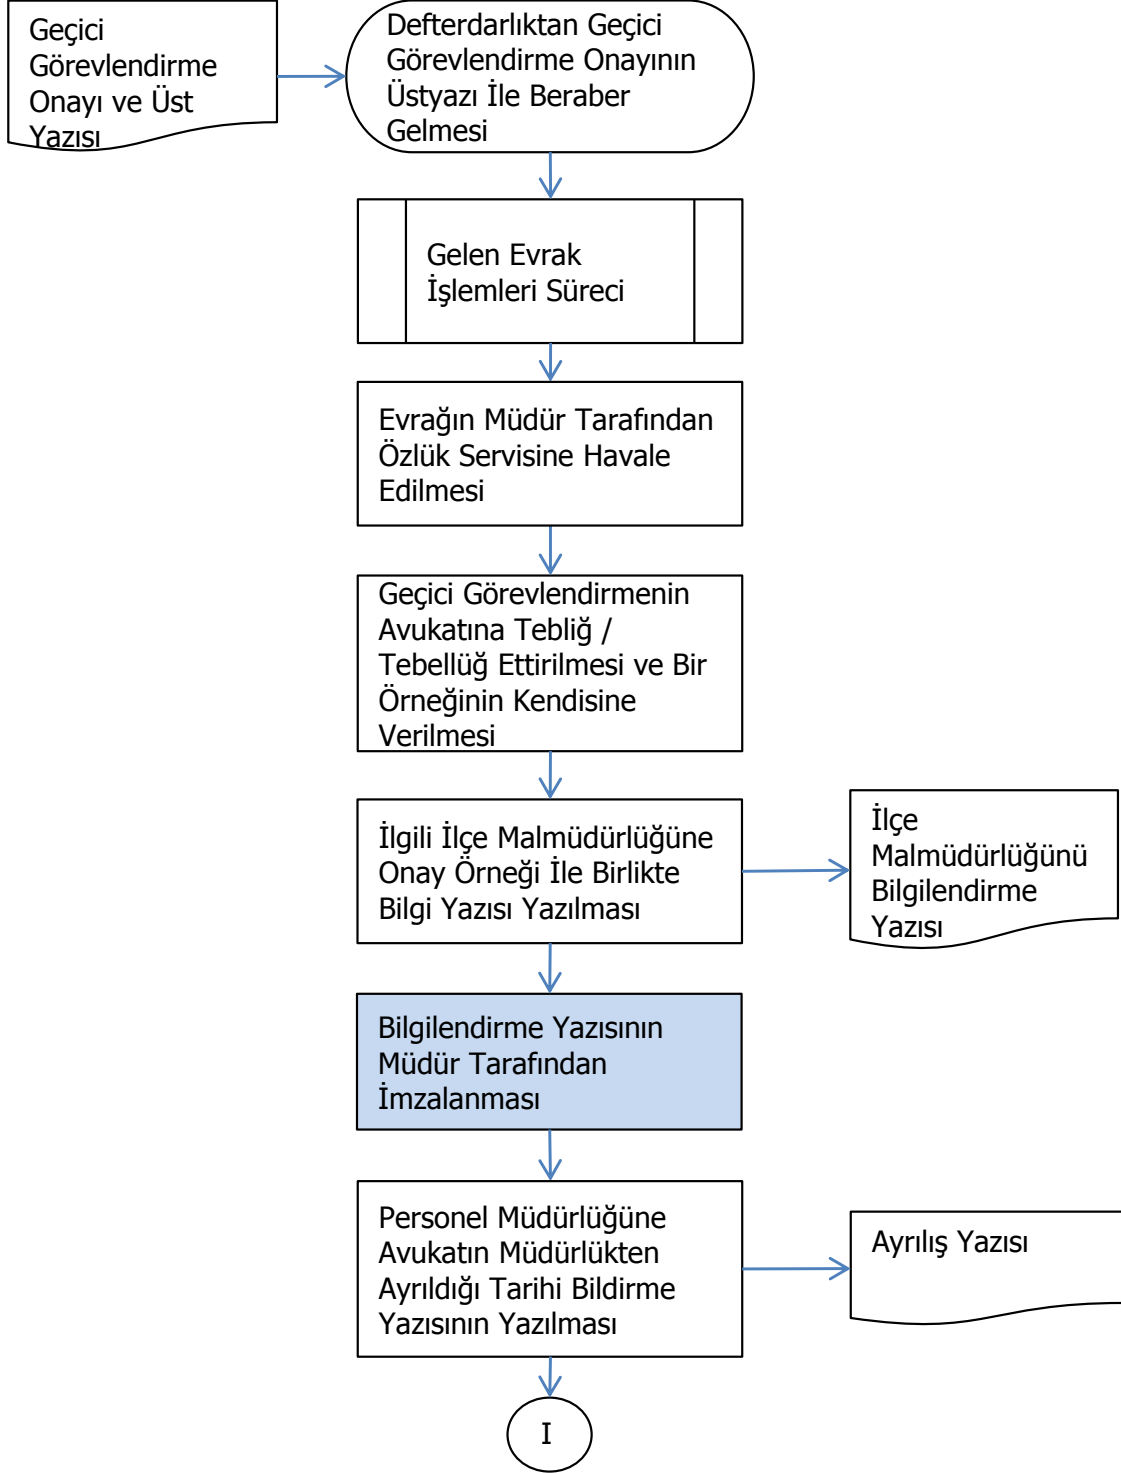 Geçici
Görevlendirme
Onayı ve Üst
Yazısı
Defterdarlıktan Geçici
Görevlendirme Onayının
Üstyazı İle Beraber
Gelmesi
Gelen Evrak
İşlemleri Süreci
Evrağın Müdür Tarafından
Özlük Servisine Havale
Edilmesi
Geçici Görevlendirmenin
Avukatına Tebliğ /
Tebellüğ Ettirilmesi ve Bir
Örneğinin Kendisine
Verilmesi
İlgili İlçe Malmüdürlüğüne
Onay Örneği İle Birlikte
Bilgi Yazısı Yazılması
İlçe
Malmüdürlüğünü
Bilgilendirme
Yazısı
Bilgilendirme Yazısının
Müdür Tarafından
İmzalanması
Personel Müdürlüğüne
Avukatın Müdürlükten
Ayrıldığı Tarihi Bildirme
Yazısının Yazılması
Ayrılış Yazısı
I